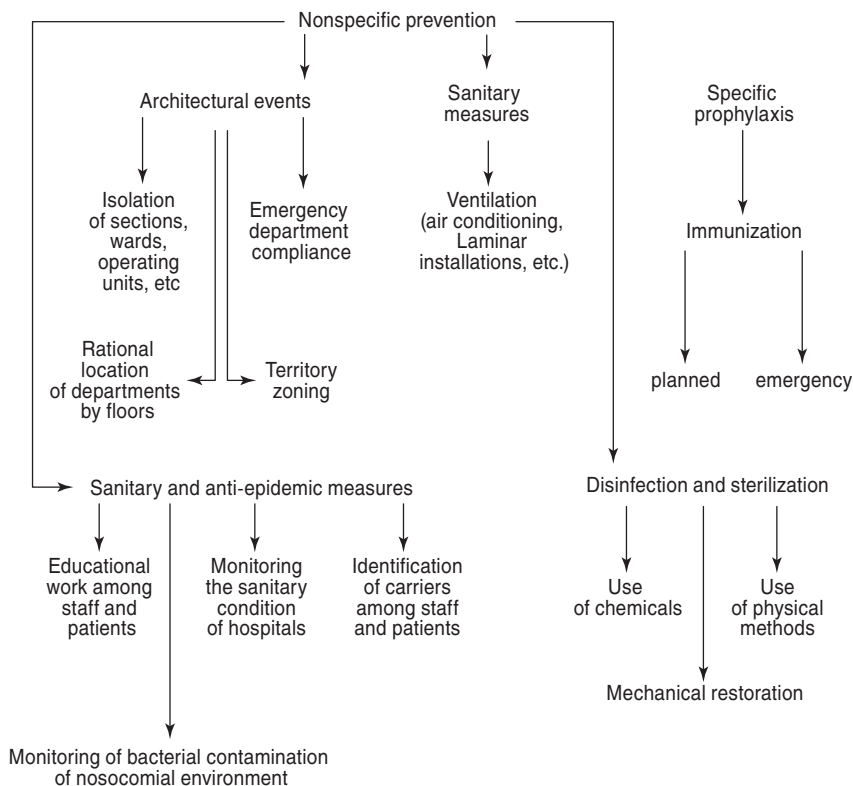 Nonspecific prevention
Architectural events
Sanitary
measures
Specific
prophylaxis
Isolation
of sections,
wards,
operating
units, etc
Emergency
department
compliance
Ventilation
(air conditioning,
Laminar
installations, etc.)
Immunization
Rational
location
of departments
by floors
Territory
zoning
planned
emergency
Sanitary and anti-epidemic measures
Disinfection and sterilization
Educational
work among
staff and
patients
Monitoring
the sanitary
condition
of hospitals
Identification
of carriers
among staff
and patients
Use
of chemicals
Use
of physical
methods
Mechanical restoration
Monitoring of bacterial contamination
of nosocomial environment